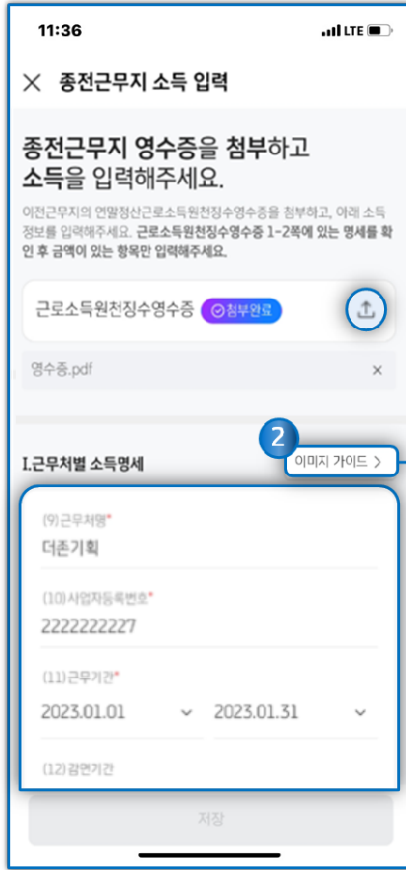 11:36 LTE
종전근무지 소득 입력
종전근무지 영수증을 첨부하고
소득을 입력해주세요.
이전근무지의 연말정산근로소득원천징수영수증을 첨부하고, 아래 소득
정보를 입력해주세요. 근로소득원천징수영수증 1-2쪽에 있는 명세를 확
인 후 금액이 있는 항목만 입력해주세요.
근로소득원천징수영수증 첨부완료
영수증.pdf ×
2
I.근무처별 소득명세 이미지 가이드 >
(9)근무처명*
더존기획
(10)사업자등록번호*
2222222227
(11)근무기간*
2023.01.01 2023.01.31
(12)감면기간
저장